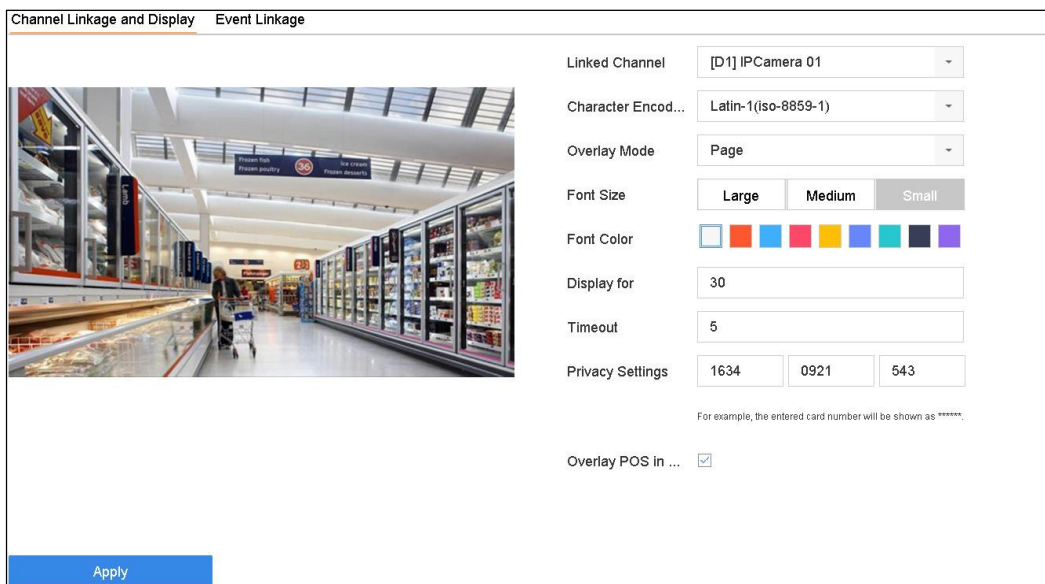 Channel Linkage and Display Event Linkage
Linked Channel [D1] IPCamera 01
Character Encod... Latin-1(iso-8859-1)
Overlay Mode Page
Font Size Large Medium Small
Font Color
Display for 30
Timeout 5
Privacy Settings 1634 0921 543
For example, the entered card number will be shown as ******.
Overlay POS in ...
Frozen fish
Frozen poultry
36
Ice cream
Frozen desserts
Lamb
Apply